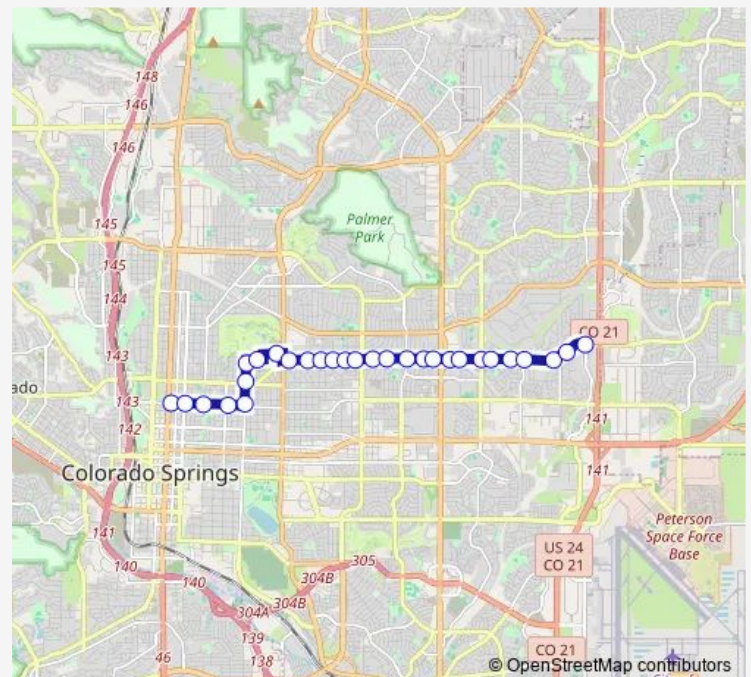 148
146
146
145
145
144
143
143
142
141
140
140
Palmer
Park
CO 21
ado
Colorado Springs
141
141
Peterson
Space Force
Base
US 24
CO 21
305
304B
304B
304A
139
138
46
CO 21
© OpenStreetMap contributors